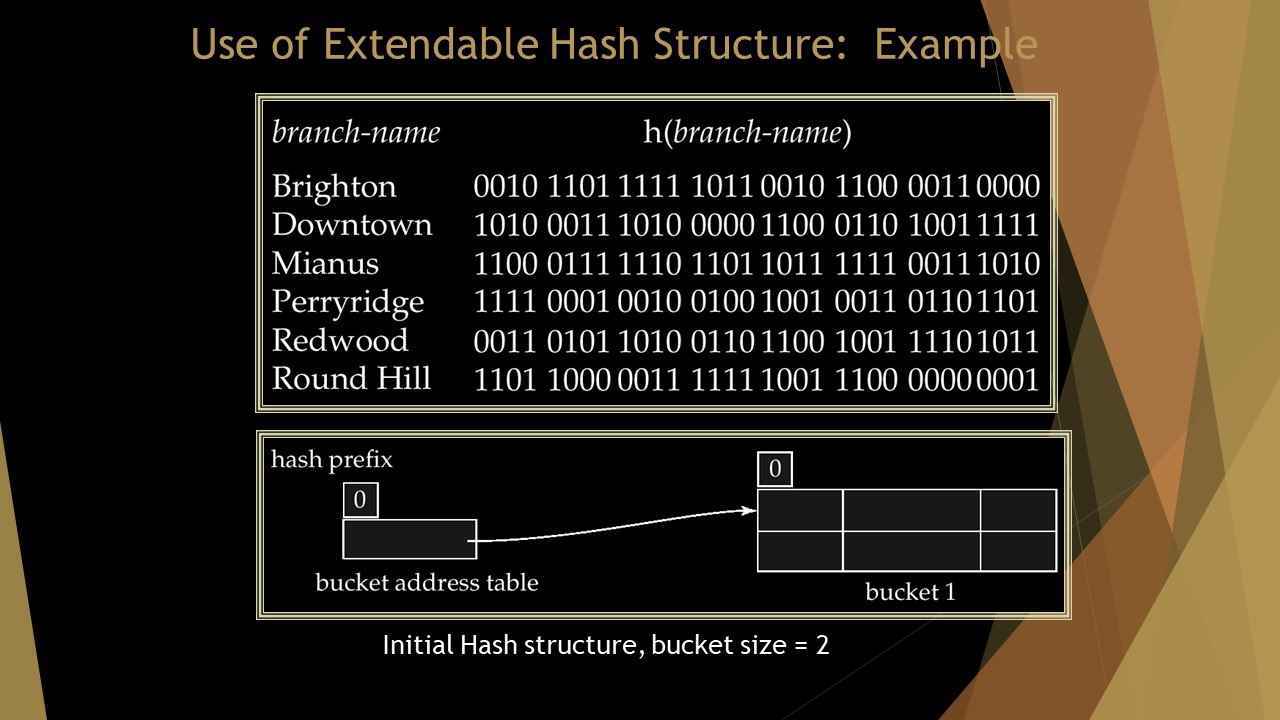 Use of Extendable Hash Structure: Example
branch-name h(branch-name)
Brighton 0010 1101 1111 1011 0010 1100 0011 0000
Downtown 1010 0011 1010 0000 1100 0110 1001 1111
Mianus 1100 0111 1110 1101 1011 1111 0011 1010
Perryridge 1111 0001 0010 0100 1001 0011 0110 1101
Redwood 0011 0101 1010 0110 1100 1001 1110 1011
Round Hill 1101 1000 0011 1111 1001 1100 0000 0001
hash prefix
0
0
bucket address table
bucket 1
Initial Hash structure, bucket size = 2